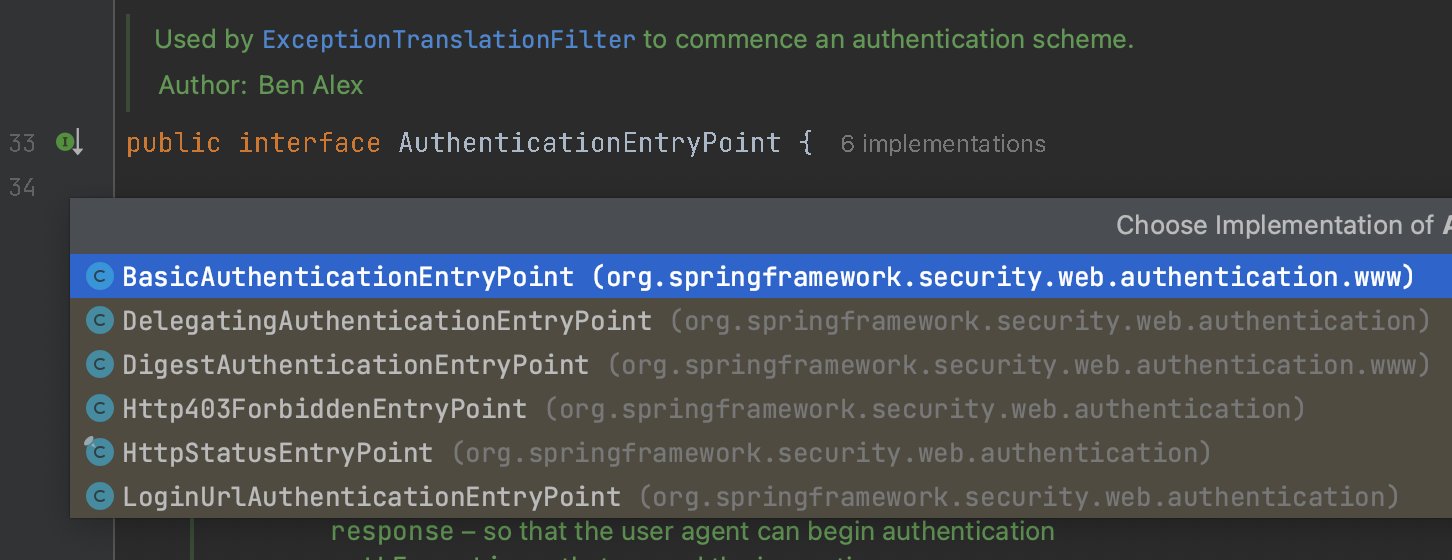 Used by ExceptionTranslationFilter to commence an authentication scheme.
Author: Ben Alex
33 public interface AuthenticationEntryPoint { 6 implementations
34
Choose Implementation of
C BasicAuthenticationEntryPoint (org.springframework.security.web.authentication.www)
C DelegatingAuthenticationEntryPoint (org.springframework.security.web.authentication)
C DigestAuthenticationEntryPoint (org.springframework.security.web.authentication.www)
C Http403ForbiddenEntryPoint (org.springframework.security.web.authentication)
C HttpStatusEntryPoint (org.springframework.security.web.authentication)
C LoginUrlAuthenticationEntryPoint (org.springframework.security.web.authentication)
response – so that the user agent can begin authentication